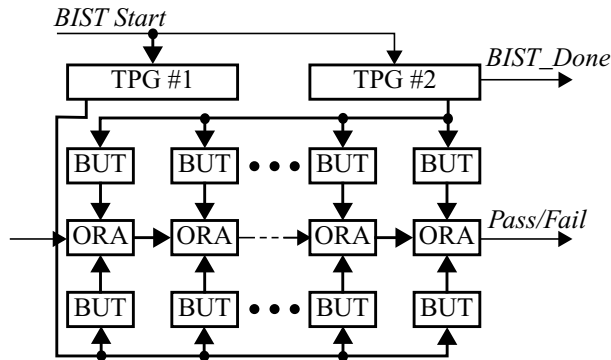 BIST Start
BIST_Done
TPG #1 TPG #2
BUT BUT BUT BUT
ORA ORA ORA ORA
Pass/Fail
BUT BUT BUT BUT